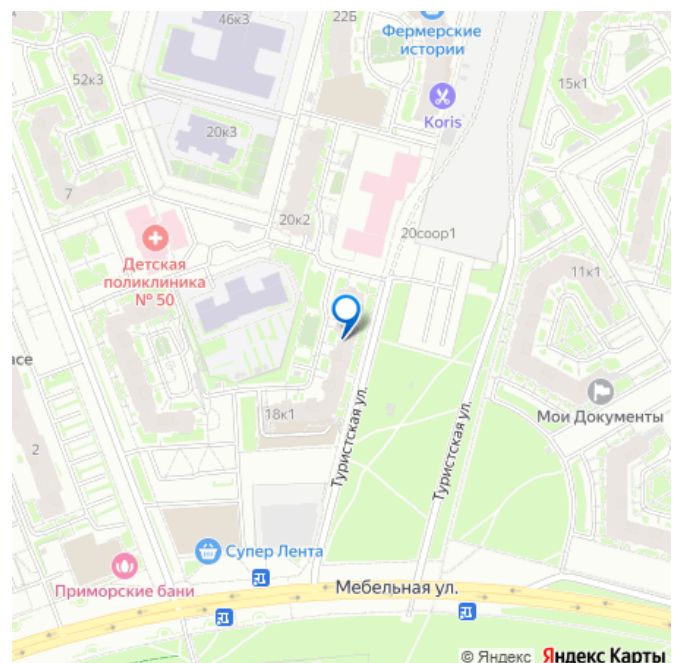 46к3
22Б
Фермерские
истории
52к3
15к1
Koris
20к3
7
20к2
20соор1
Детская
поликлиника
№ 50
11к1
ace
Мои Документы
18к1
Туристская ул.
Туристская ул.
2
Супер Лента
Приморские бани
Мебельная ул.
© Яндекс Яндекс Карты